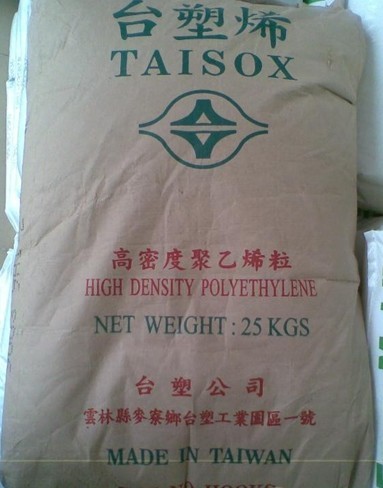 台塑烯
TAISOX
高密度聚乙烯粒
HIGH DENSITY POLYETHYLENE
NET WEIGHT: 25 KGS
台塑公司
雲林縣麥寮鄉台塑工業園區一號
MADE IN TAIWAN
HOOKS